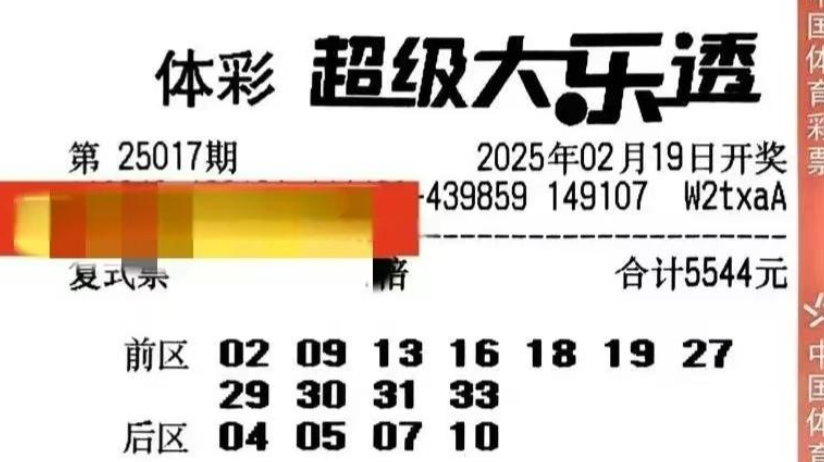 体彩 超级大乐透
第 25017期 2025年02月19日开奖
-439859 149107 W2txaA
复式票 倍 合计5544元
前区 02 09 13 16 18 19 27
29 30 31 33
后区 04 05 07 10
中国体育彩票
中国体育